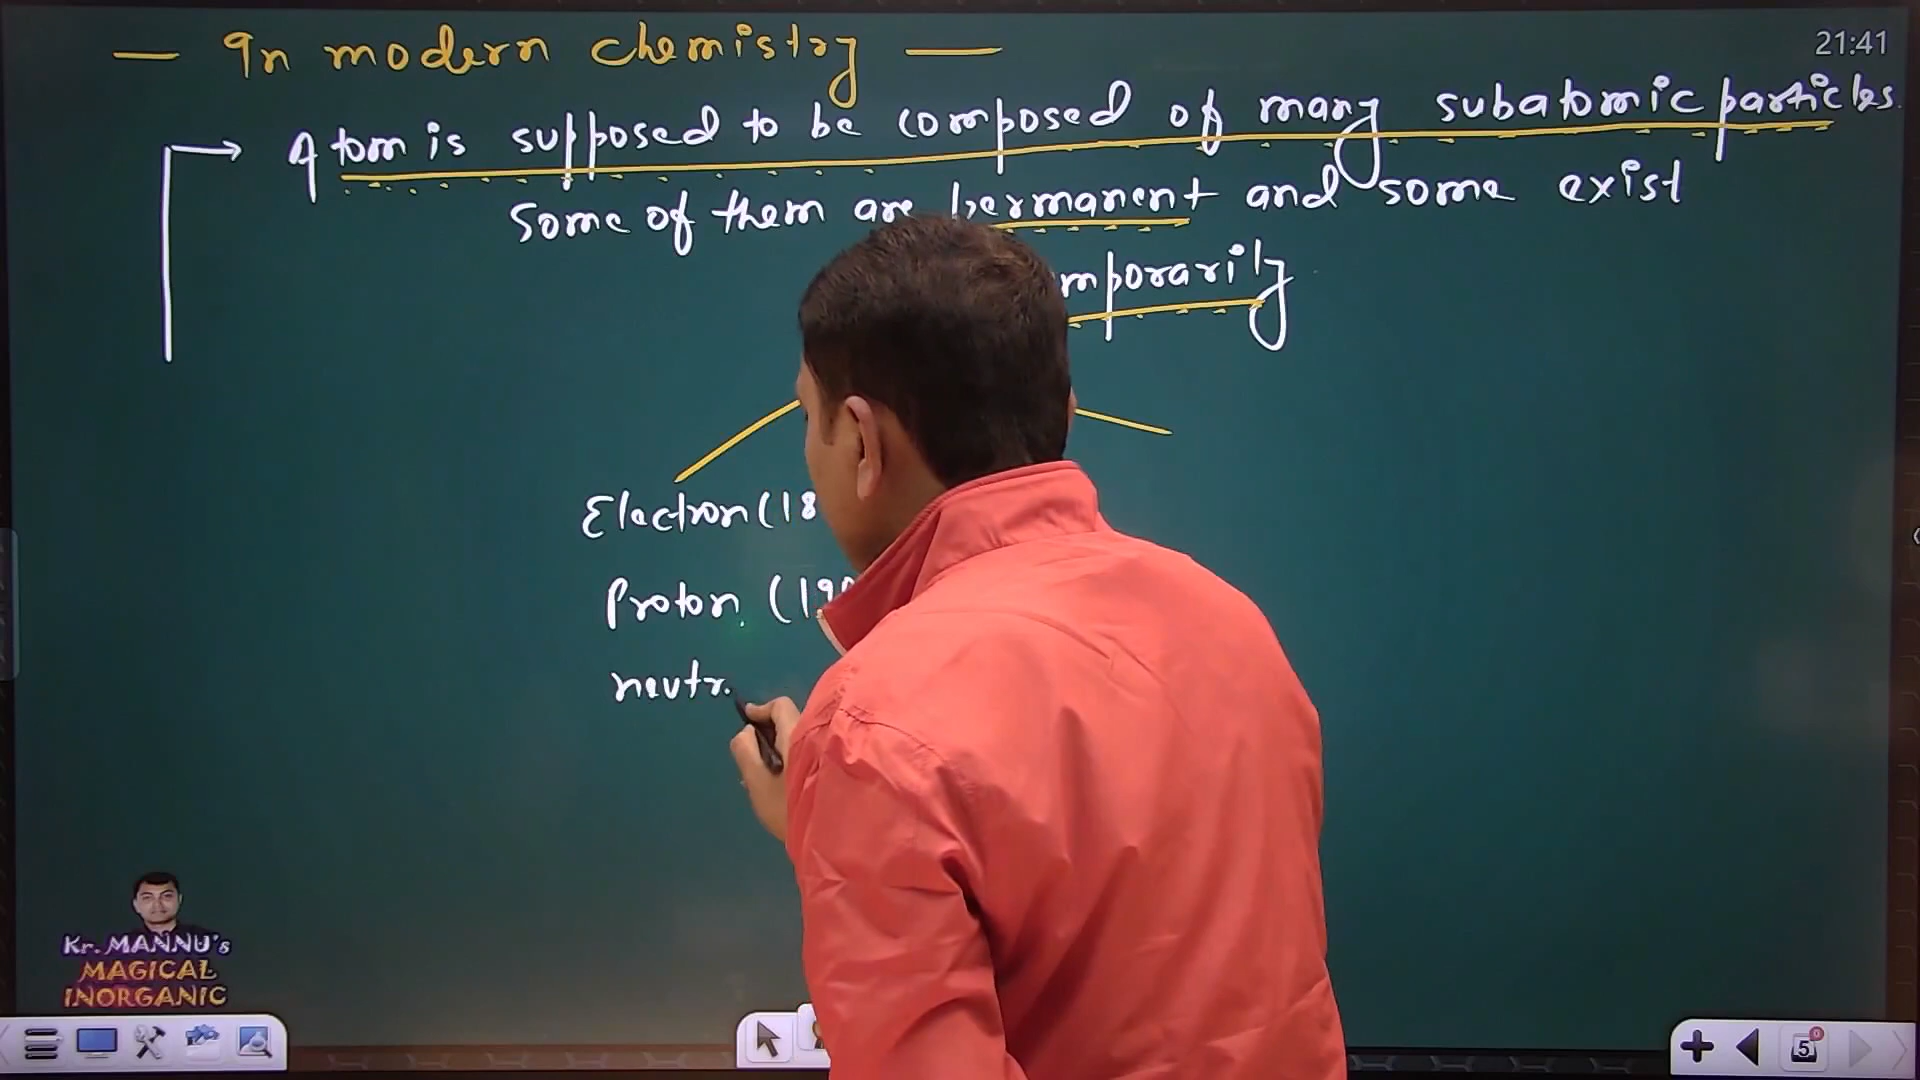 — In modern chemistry —
21:41
Atom is supposed to be composed of many subatomic particles.
Some of them are permanent and some exist
mporarily
Electron (18
Proton (19
neutr
Kr. MANNU's
MAGICAL
INORGANIC
5